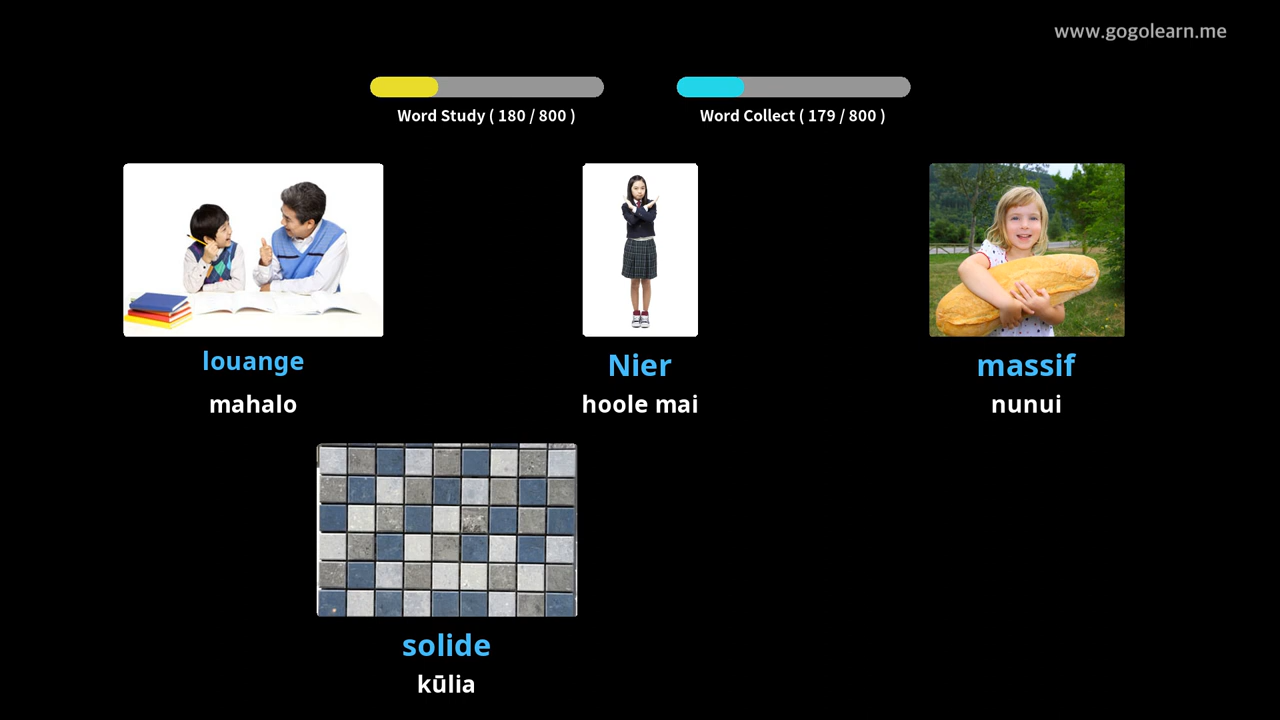 www.gogolearn.me
Word Study ( 180 / 800 )
Word Collect ( 179 / 800 )
louange
mahalo
Nier
hoole mai
massif
nunui
solide
kūlia